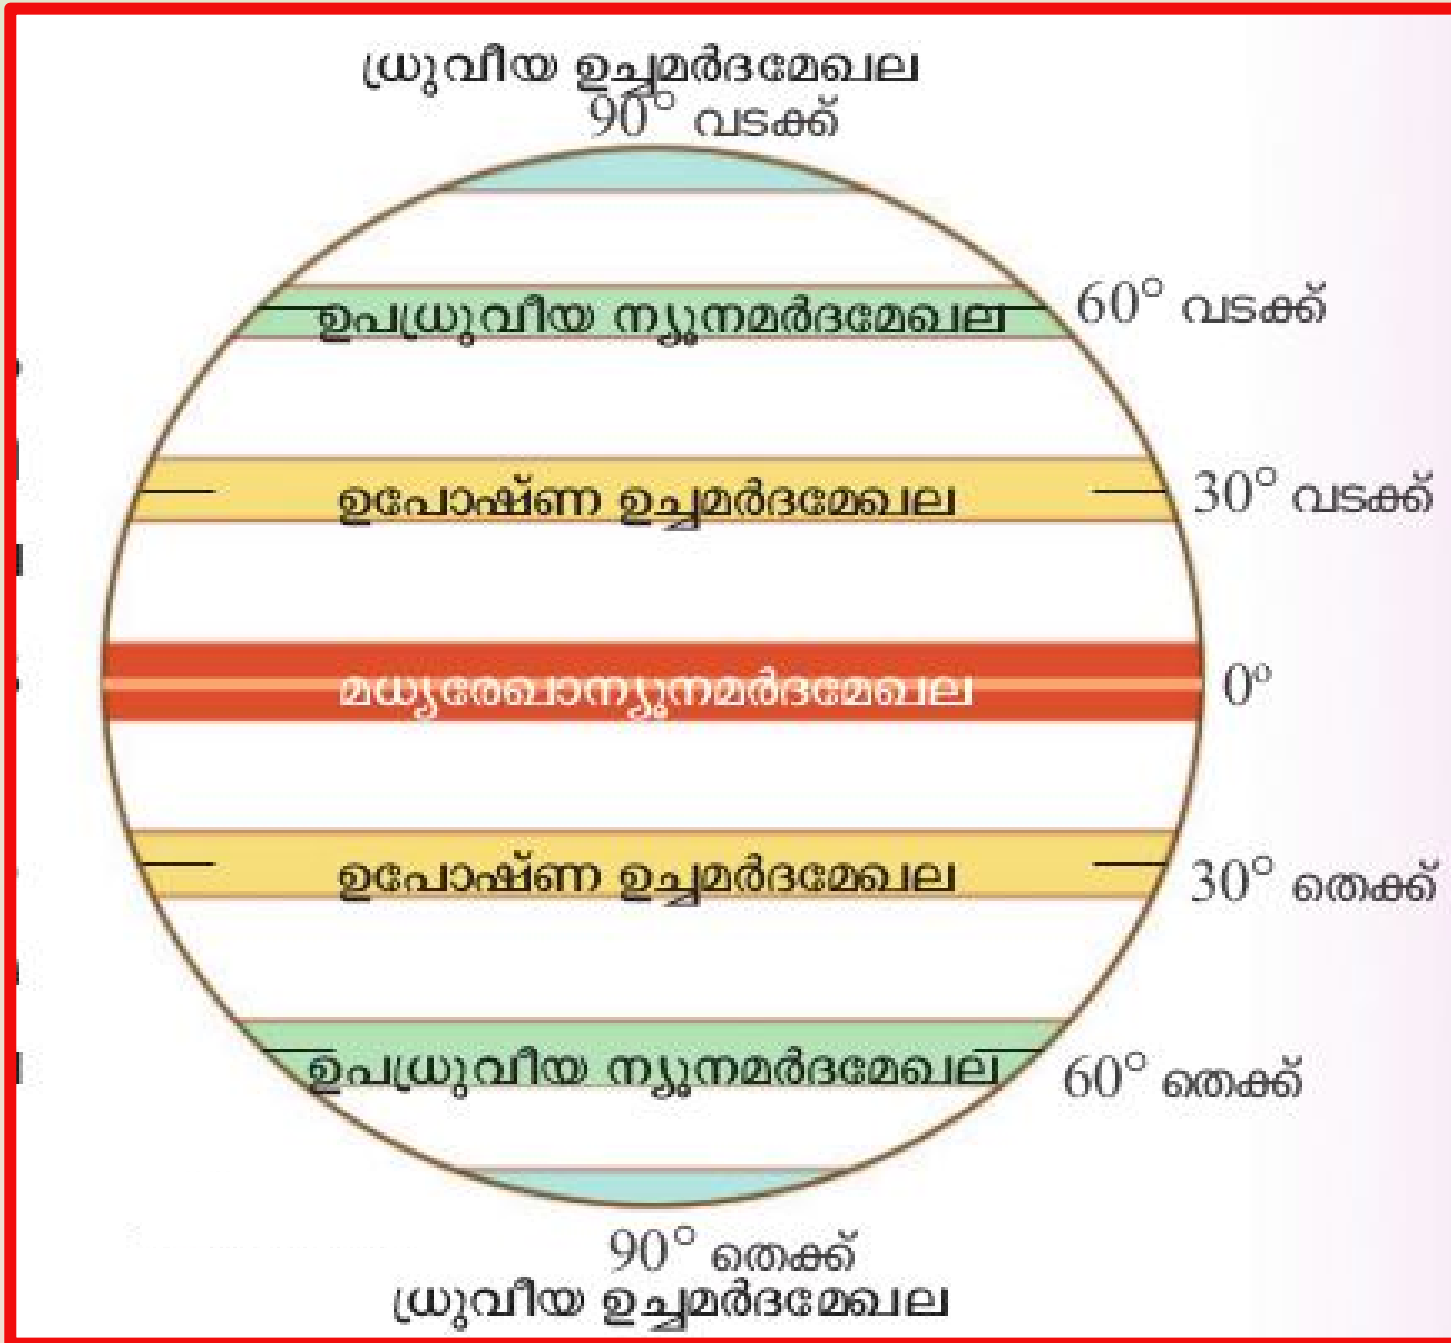 ധ്രുവീയ ഉച്ചമർദമേഖല
90° വടക്ക്
ഉപധ്രുവീയ ന്യൂനമർദമേഖല 60° വടക്ക്
ഉപോഷ്ണ ഉച്ചമർദമേഖല 30° വടക്ക്
മധ്യരേഖാന്യൂനമർദമേഖല 0°
ഉപോഷ്ണ ഉച്ചമർദമേഖല 30° തെക്ക്
ഉപധ്രുവീയ ന്യൂനമർദമേഖല 60° തെക്ക്
90° തെക്ക്
ധ്രുവീയ ഉച്ചമർദമേഖല